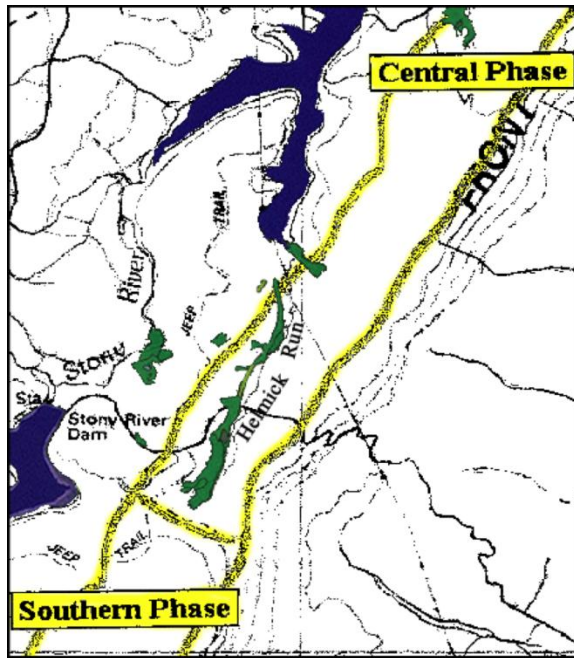 Central Phase
FRONT
TRAIL
River
JEEP
Stony
Helmick Run
Stony River
Dam
JEEP
TRAIL
Southern Phase